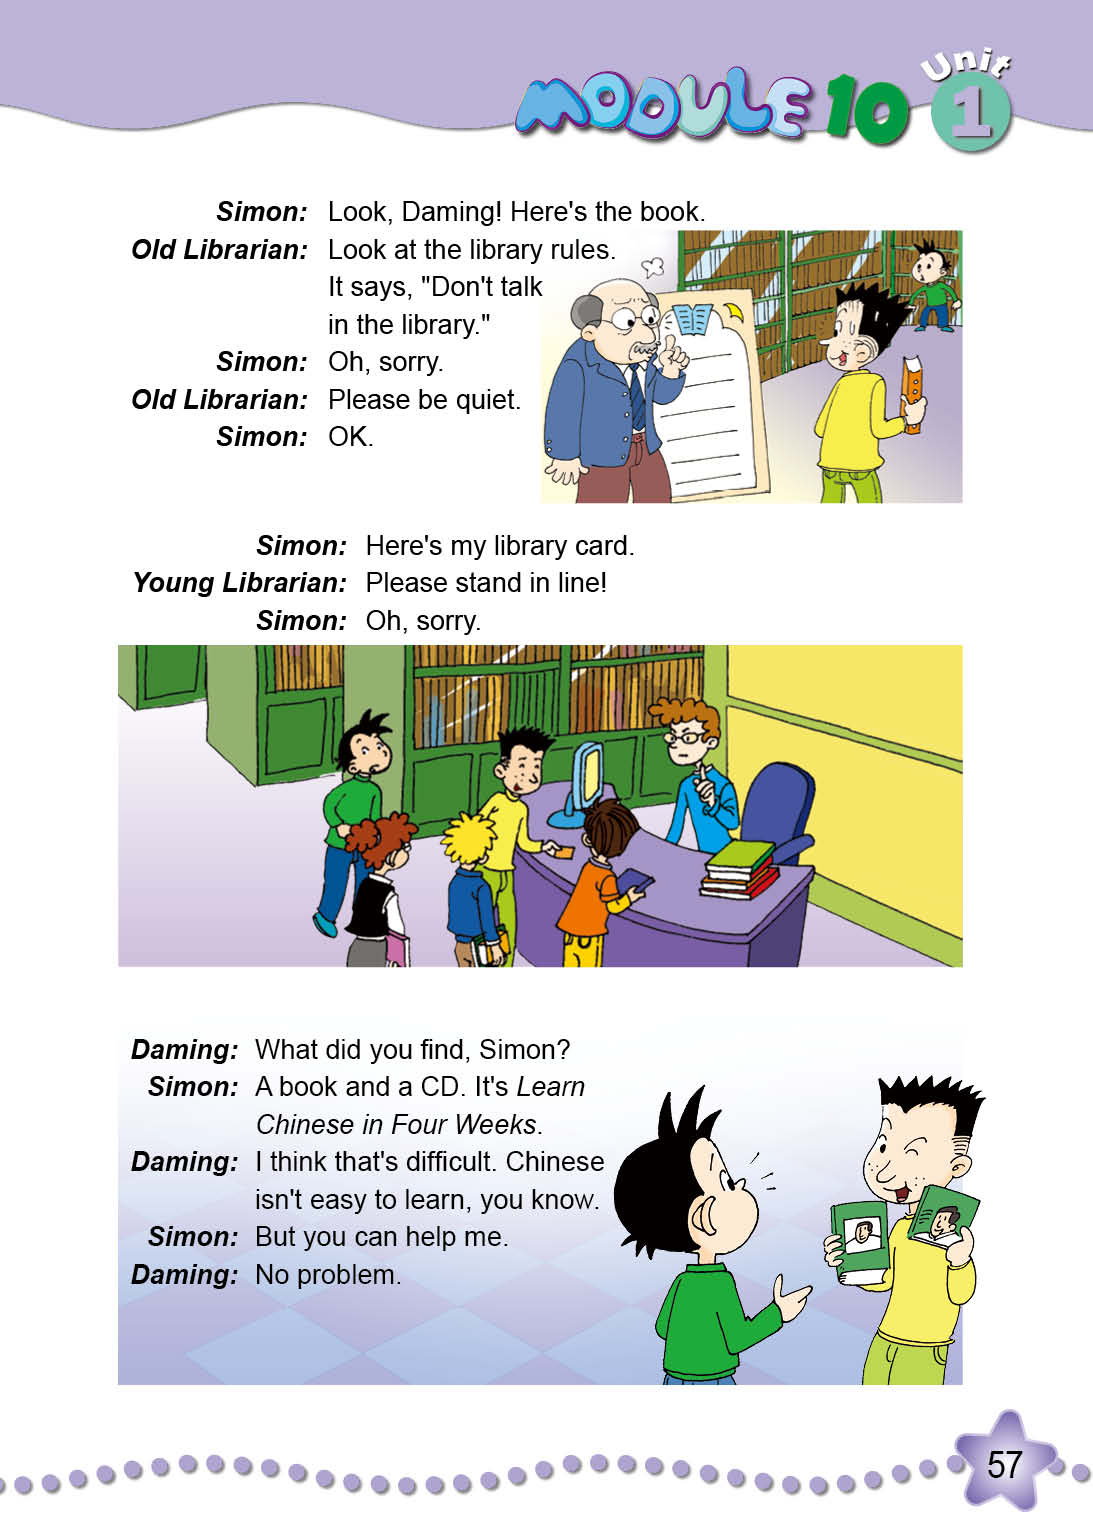 MODULE 10 Unit 1
Simon: Look, Daming! Here's the book.
Old Librarian: Look at the library rules.
It says, "Don't talk
in the library."
Simon: Oh, sorry.
Old Librarian: Please be quiet.
Simon: OK.
Simon: Here's my library card.
Young Librarian: Please stand in line!
Simon: Oh, sorry.
Daming: What did you find, Simon?
Simon: A book and a CD. It's Learn
Chinese in Four Weeks.
Daming: I think that's difficult. Chinese
isn't easy to learn, you know.
Simon: But you can help me.
Daming: No problem.
57